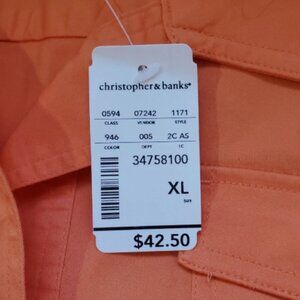 christopher & banks®
0594 07242 1171
CLASS VENDOR STYLE
946 005 2C AS
COLOR DEPT IC
34758100
XL
SIZE
$42.50